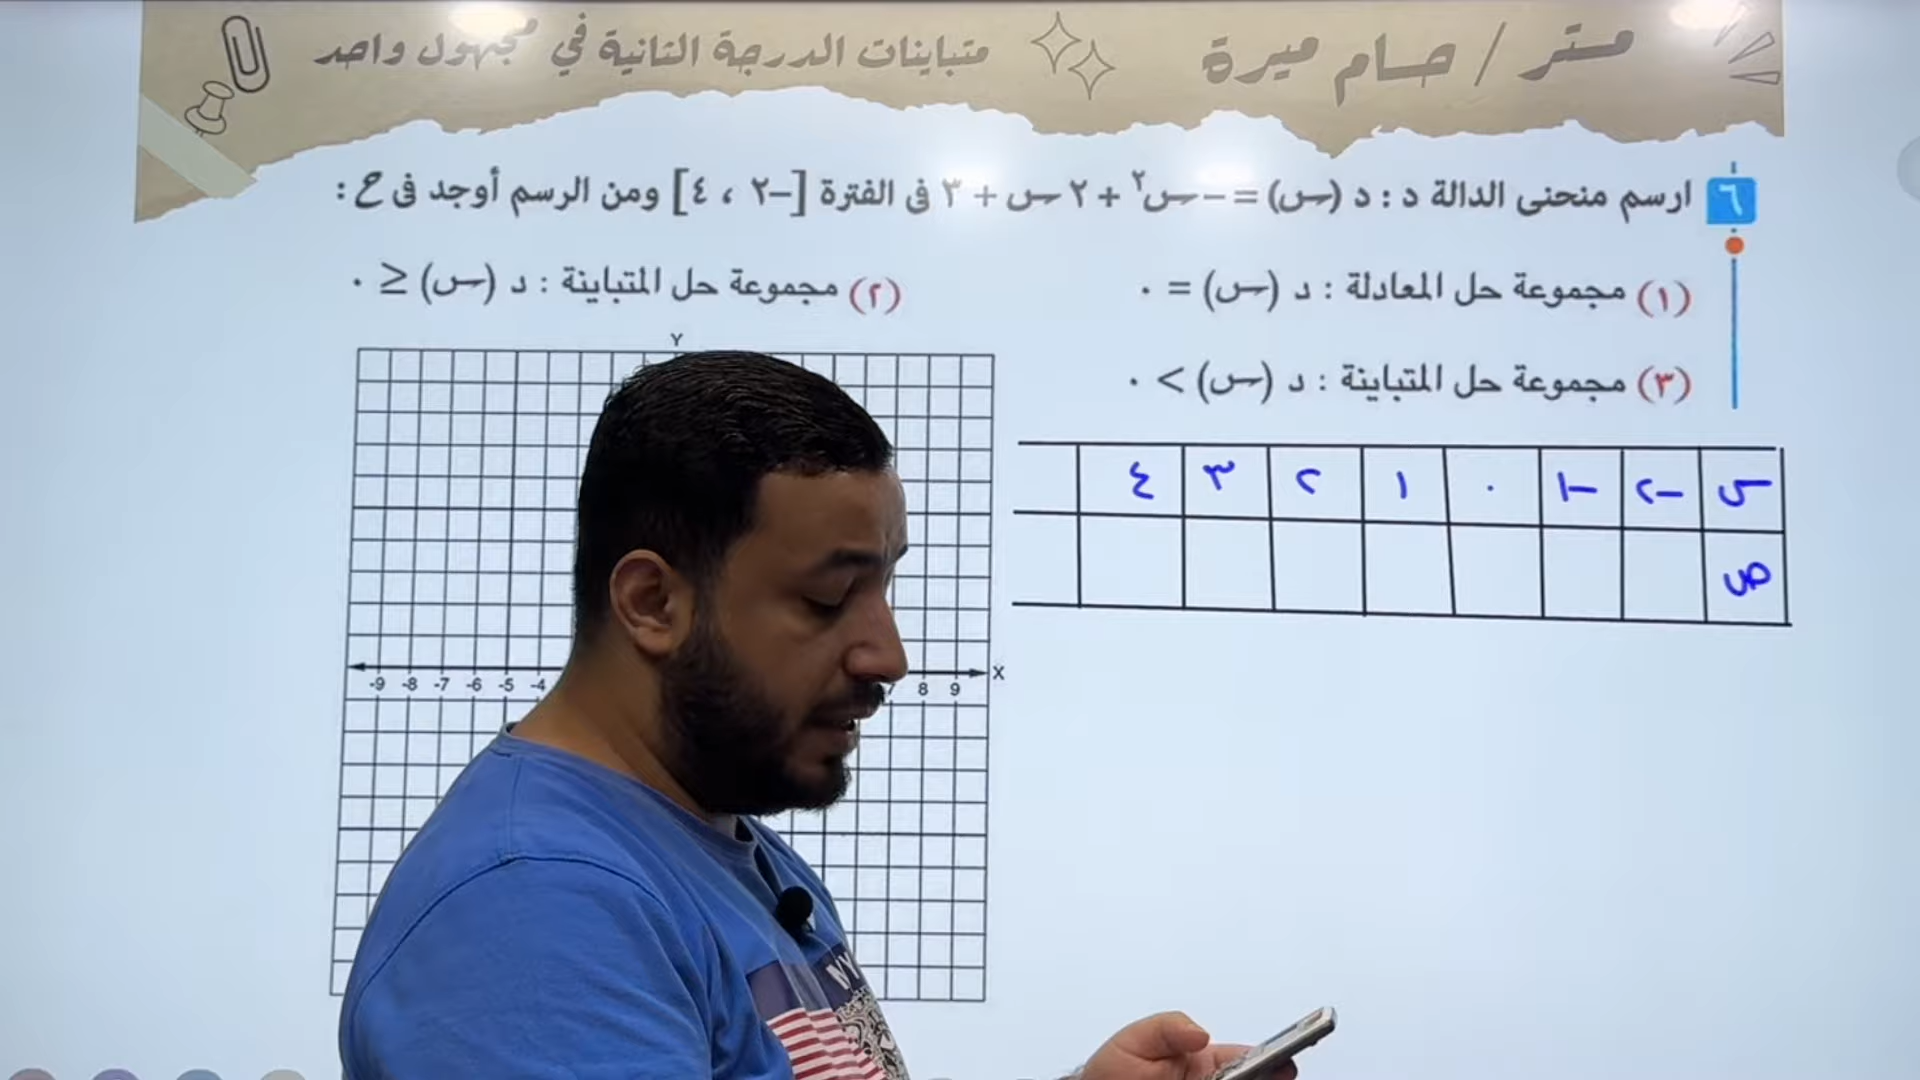 مستر / حسام ميرة
متباينات الدرجة الثانية في مجهول واحد
٦ ارسم منحنى الدالة د : د (س) = – س٢ + ٢ س + ٣ فى الفترة [–٢ ، ٤] ومن الرسم أوجد فى ح :
(١) مجموعة حل المعادلة : د (س) = ٠
(٢) مجموعة حل المتباينة : د (س) ≥ ٠
(٣) مجموعة حل المتباينة : د (س) < ٠
س -٢ -١ ٠ ١ ٢ ٣ ٤
ص
Y
X
-9 -8 -7 -6 -5 -4 7 8 9